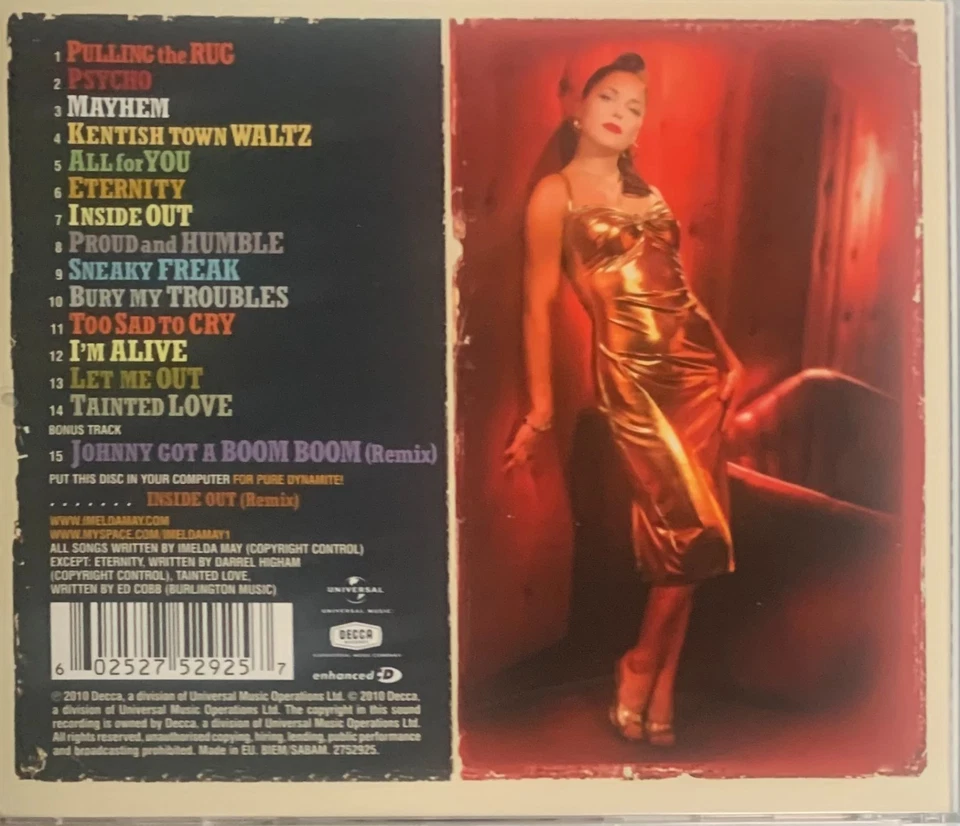 1 PULLING the RUG
2 PSYCHO
3 MAYHEM
4 KENTISH TOWN WALTZ
5 ALL for YOU
6 ETERNITY
7 INSIDE OUT
8 PROUD and HUMBLE
9 SNEAKY FREAK
10 BURY MY TROUBLES
11 TOO SAD TO CRY
12 I'M ALIVE
13 LET ME OUT
14 TAINTED LOVE
BONUS TRACK
15 JOHNNY GOT A BOOM BOOM (Remix)
PUT THIS DISC IN YOUR COMPUTER FOR PURE DYNAMITE!
....... INSIDE OUT (Remix)
WWW.IMELDAMAY.COM
WWW.MYSPACE.COM/IMELDAMAY1
ALL SONGS WRITTEN BY IMELDA MAY (COPYRIGHT CONTROL)
EXCEPT: ETERNITY, WRITTEN BY DARREL HIGHAM
(COPYRIGHT CONTROL), TAINTED LOVE,
WRITTEN BY ED COBB (BURLINGTON MUSIC)
UNIVERSAL
UNIVERSAL MUSIC
DECCA
enhanced CD
6 02527 52925 7
℗ 2010 Decca, a division of Universal Music Operations Ltd. © 2010 Decca,
a division of Universal Music Operations Ltd. The copyright in this sound
recording is owned by Decca, a division of Universal Music Operations Ltd.
All rights reserved, unauthorised copying, hiring, lending, public performance
and broadcasting prohibited. Made in EU. BIEM/SABAM. 2752925.